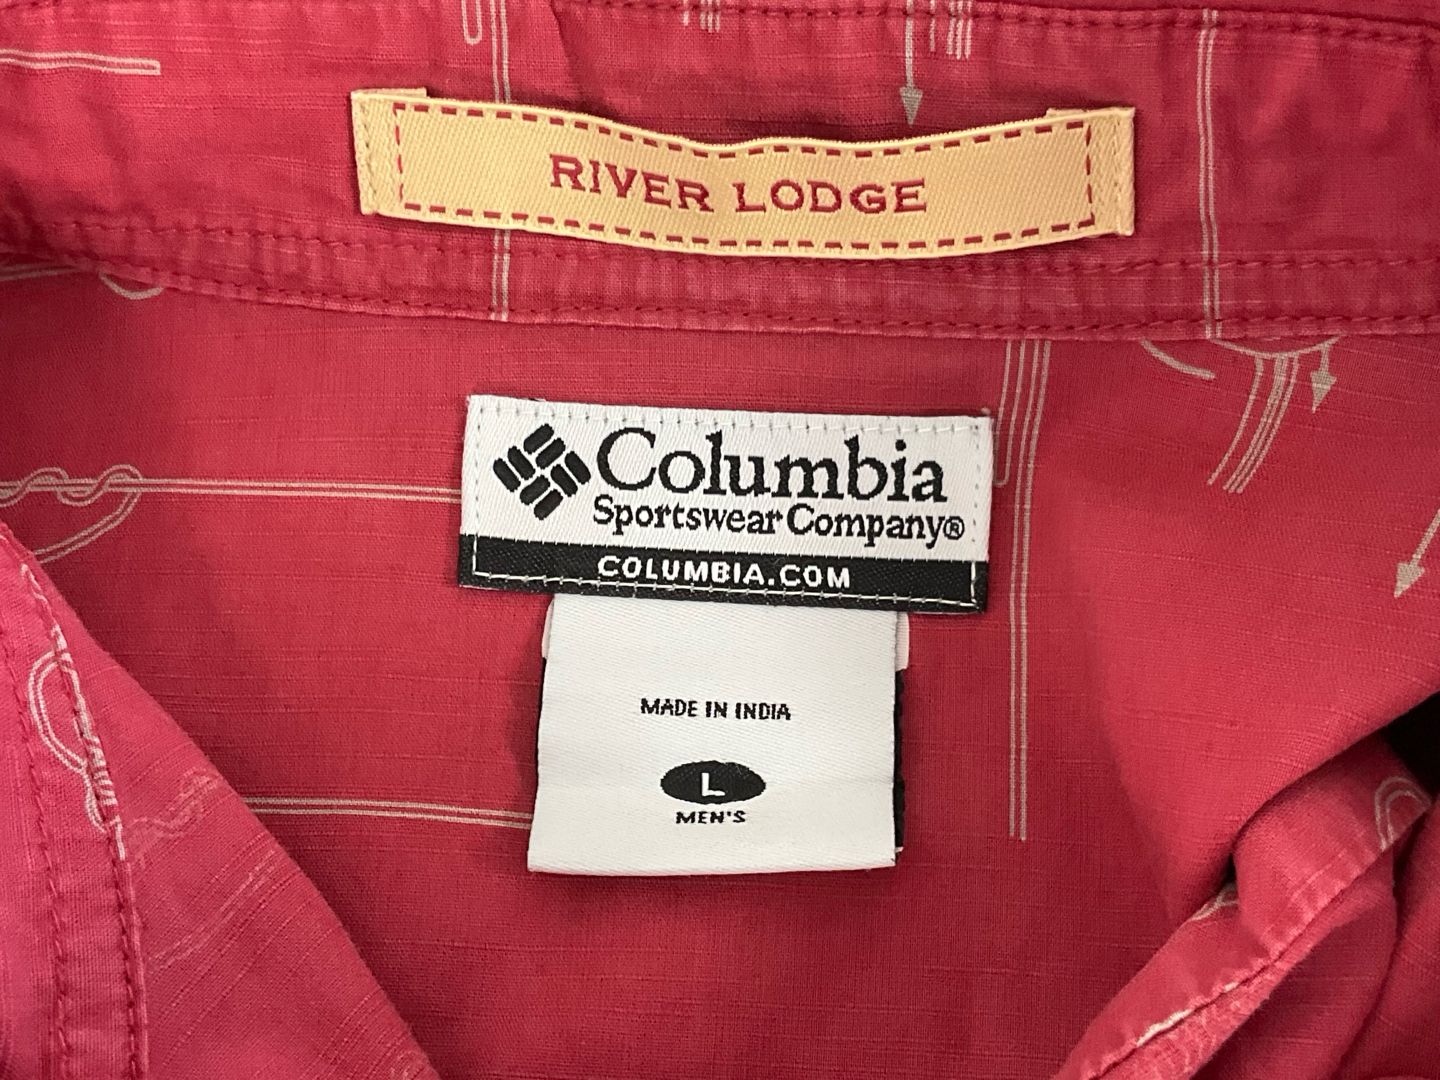 RIVER LODGE
Columbia
Sportswear Company®
COLUMBIA.COM
MADE IN INDIA
L
MEN'S